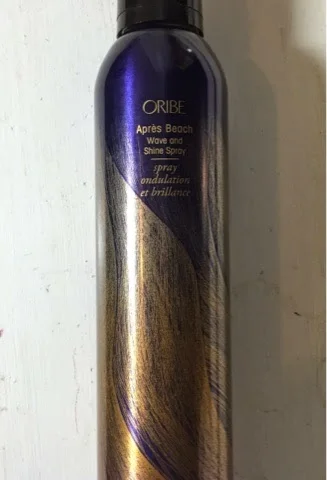 ORIBE
Après Beach
Wave and
Shine Spray
spray
ondulation
et brillance